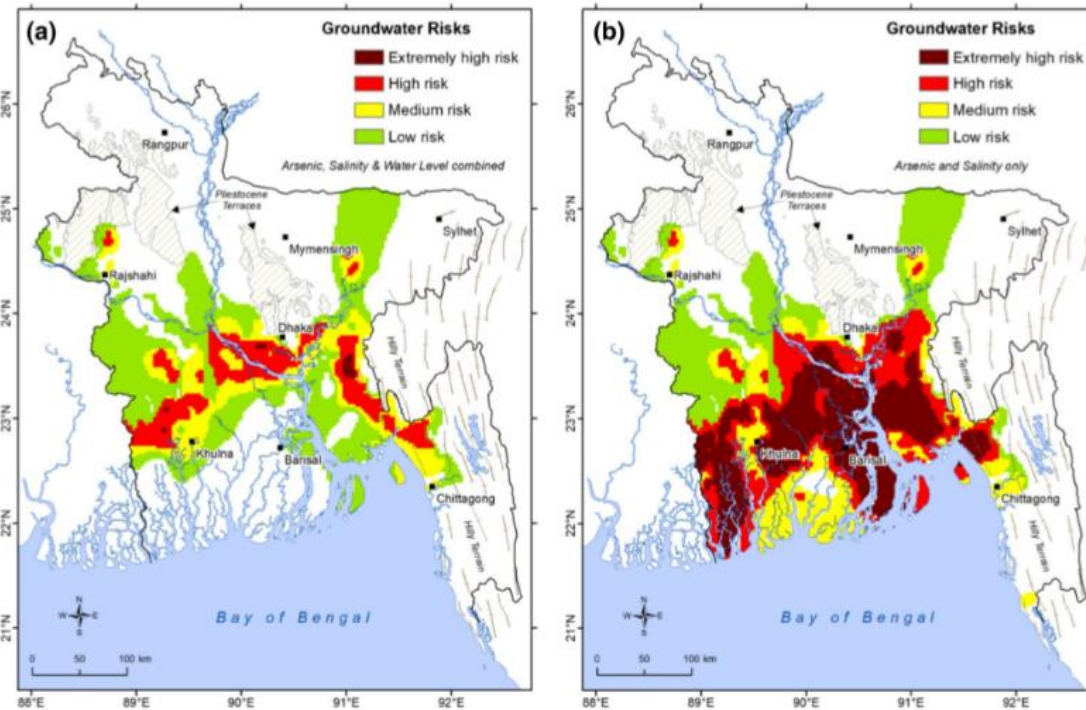 (a)
Groundwater Risks
Extremely high risk
High risk
Medium risk
Low risk
Arsenic, Salinity & Water Level combined
26°N
25°N
24°N
23°N
22°N
21°N
Rangpur
Pliestocene
Terraces
Sylhet
Mymensingh
Rajshahi
Dhaka
Hilly Terrain
Khulna
Barisal
Chittagong
Hilly Terrain
N
W E
S
Bay of Bengal
0 50 100 km
88°E 89°E 90°E 91°E 92°E
(b)
Groundwater Risks
Extremely high risk
High risk
Medium risk
Low risk
Arsenic and Salinity only
26°N
25°N
24°N
23°N
22°N
21°N
Rangpur
Pliestocene
Terraces
Sylhet
Mymensingh
Rajshahi
Dhaka
Hilly Terrain
Khulna
Barisal
Chittagong
Hilly Terrain
N
W E
S
Bay of Bengal
0 50 100 km
88°E 89°E 90°E 91°E 92°E